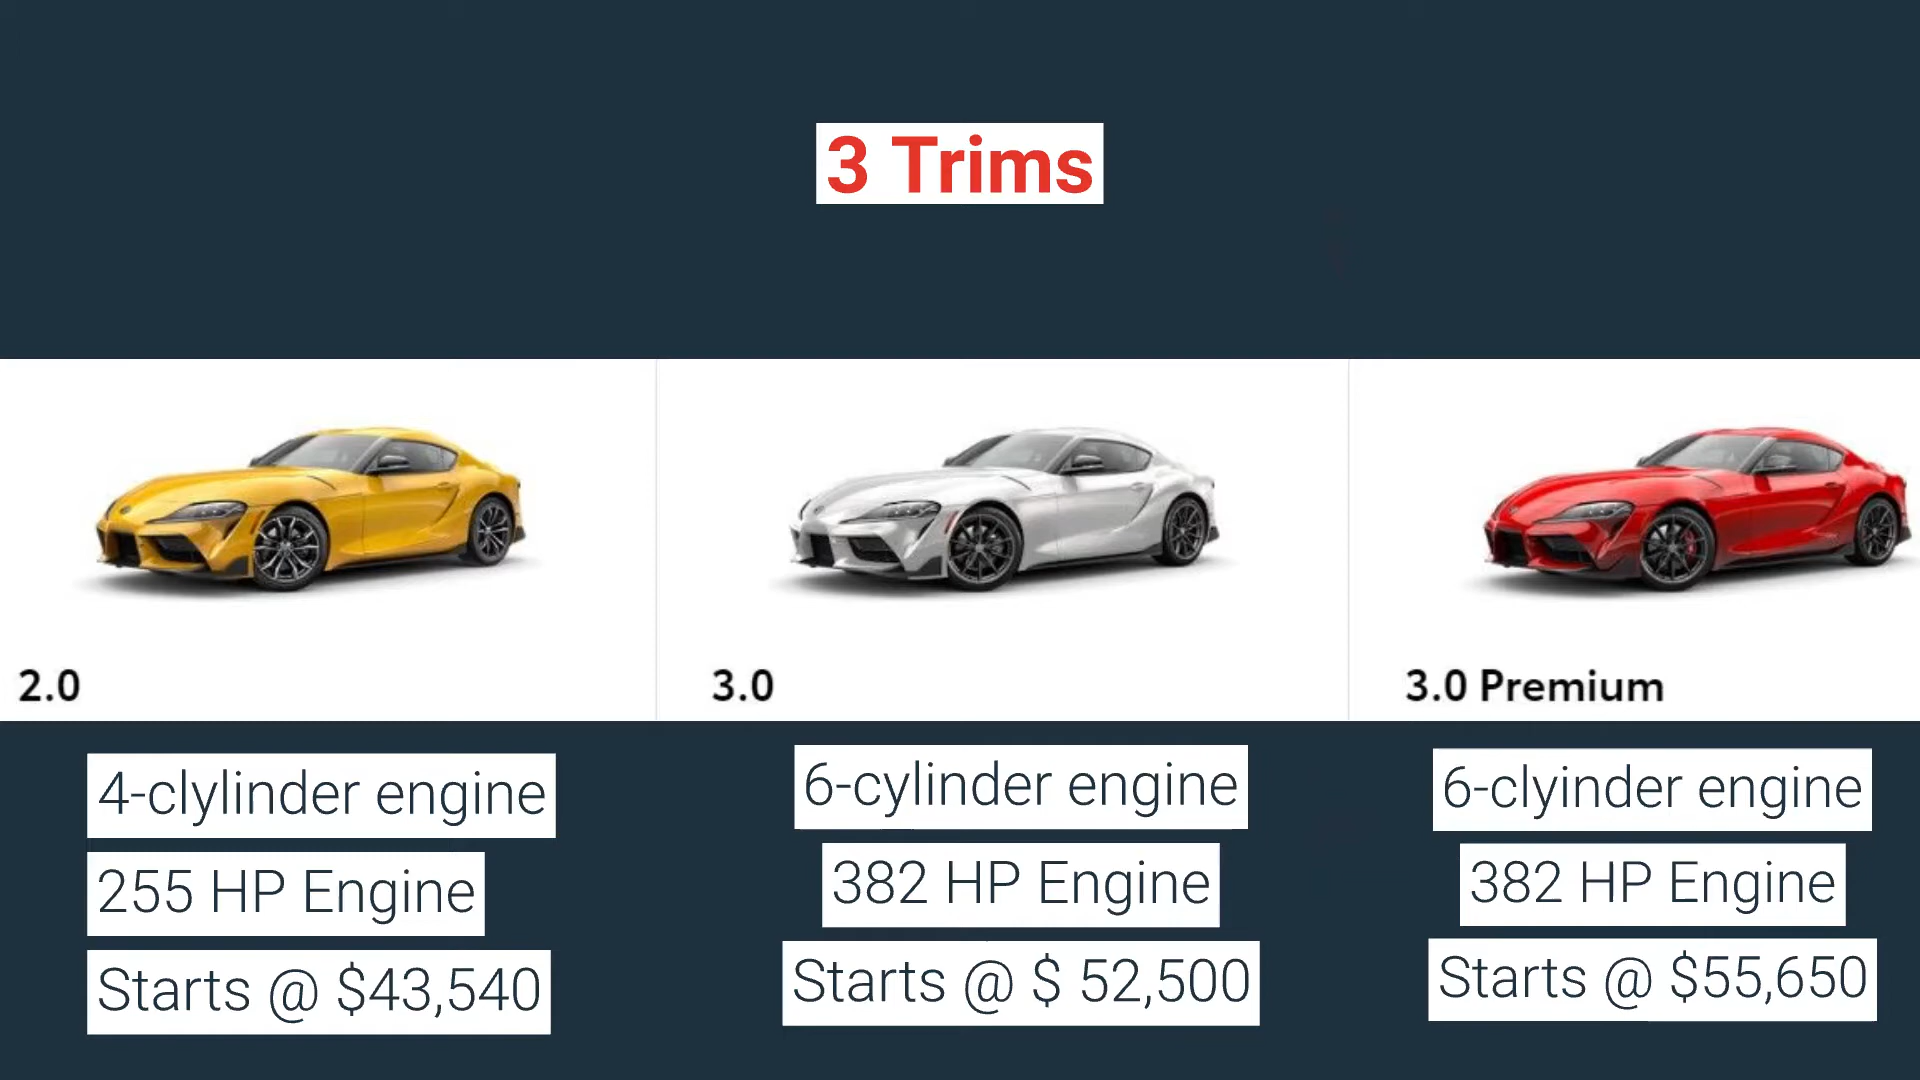 3 Trims
2.0
3.0
3.0 Premium
4-clylinder engine
255 HP Engine
Starts @ $43,540
6-cylinder engine
382 HP Engine
Starts @ $ 52,500
6-clyinder engine
382 HP Engine
Starts @ $55,650